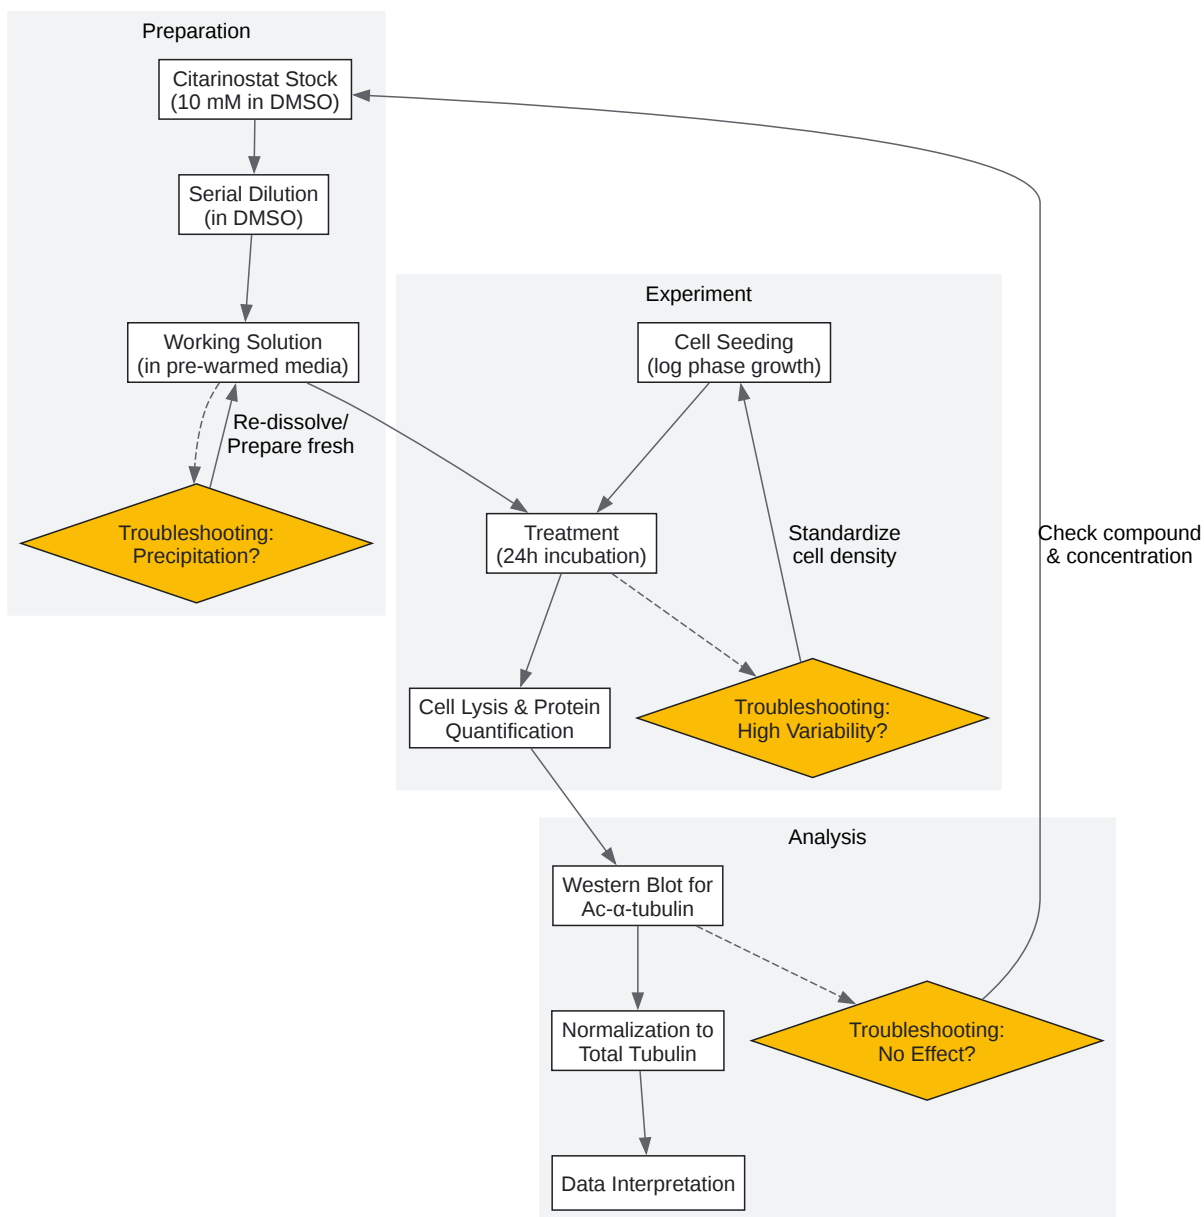 Preparation
Citarinostat Stock
(10 mM in DMSO)
Serial Dilution
(in DMSO)
Working Solution
(in pre-warmed media)
Re-dissolve/
Prepare fresh
Troubleshooting:
Precipitation?
Experiment
Cell Seeding
(log phase growth)
Treatment
(24h incubation)
Standardize
cell density
Cell Lysis & Protein
Quantification
Troubleshooting:
High Variability?
Check compound
& concentration
Analysis
Western Blot for
Ac-α-tubulin
Normalization to
Total Tubulin
Troubleshooting:
No Effect?
Data Interpretation